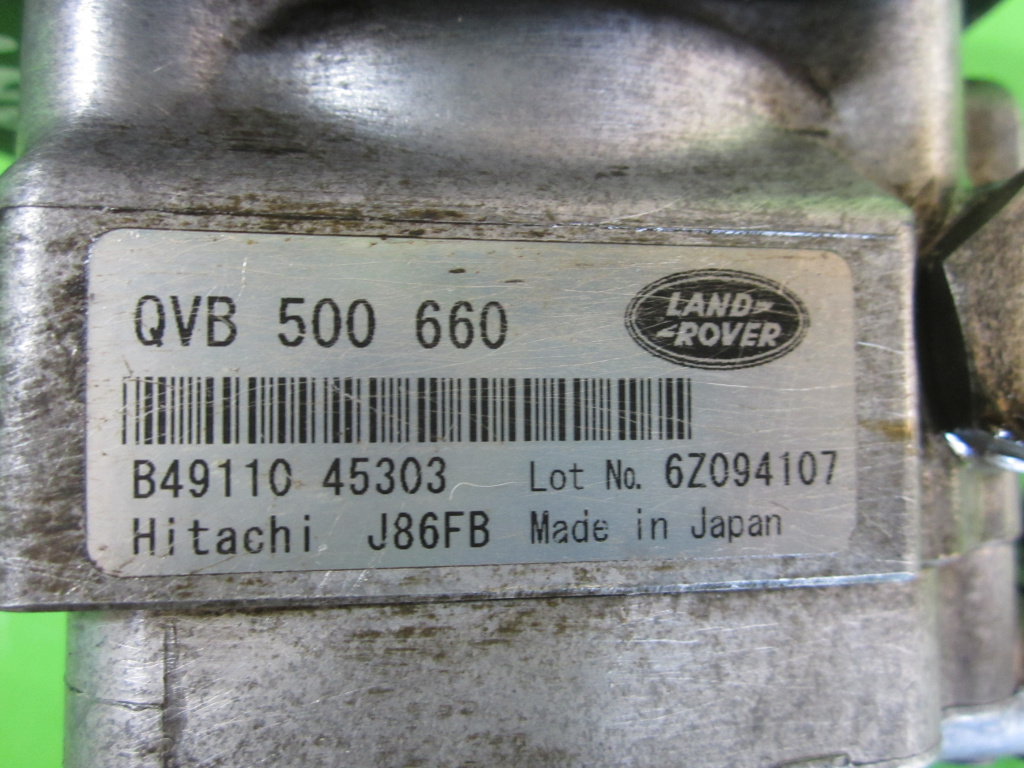 QVB 500 660
LAND-
-ROVER
B49110 45303 Lot No. 6Z094107
Hitachi J86FB Made in Japan